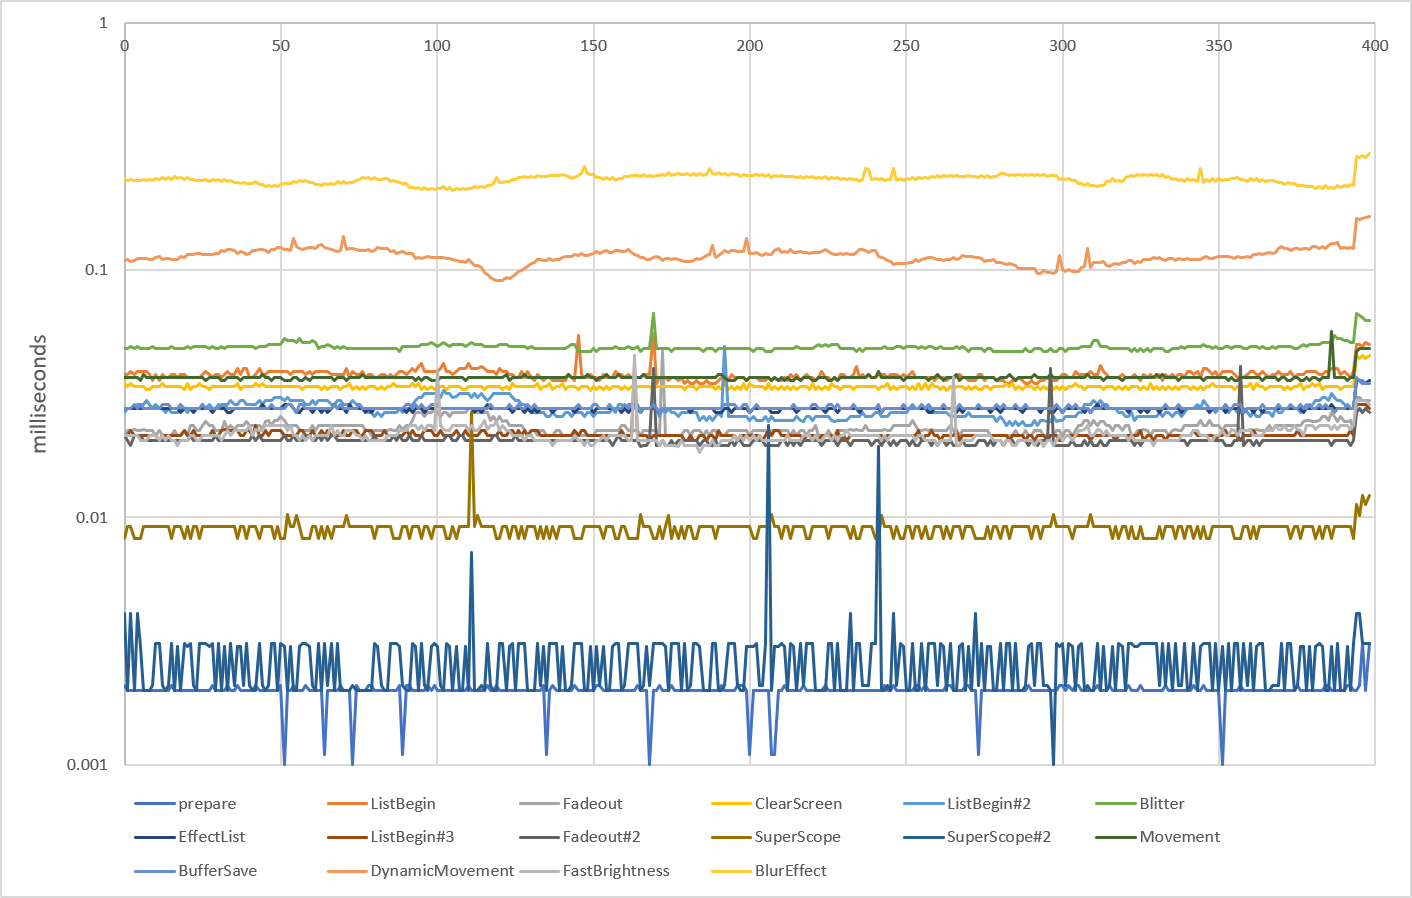 1
0 50 100 150 200 250 300 350 400
0.1
milliseconds
0.01
0.001
prepare ListBegin Fadeout ClearScreen ListBegin#2 Blitter
EffectList ListBegin#3 Fadeout#2 SuperScope SuperScope#2 Movement
BufferSave DynamicMovement FastBrightness BlurEffect